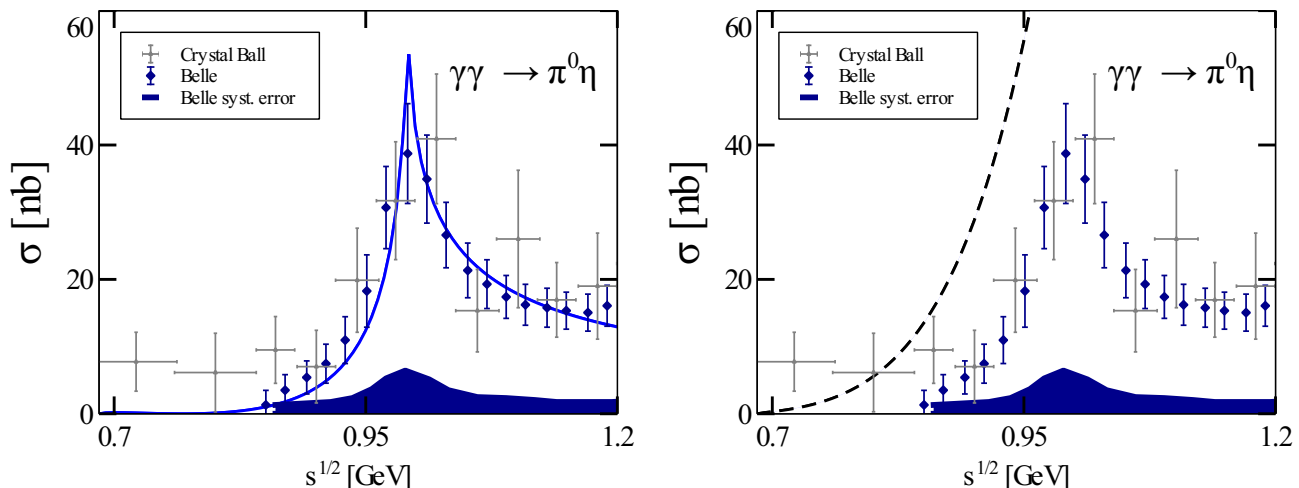 60
40
20
0
σ [nb]
Crystal Ball
Belle
Belle syst. error
γγ → π⁰η
0.7
0.95
1.2
s^1/2 [GeV]
60
40
20
0
σ [nb]
Crystal Ball
Belle
Belle syst. error
γγ → π⁰η
0.7
0.95
1.2
s^1/2 [GeV]